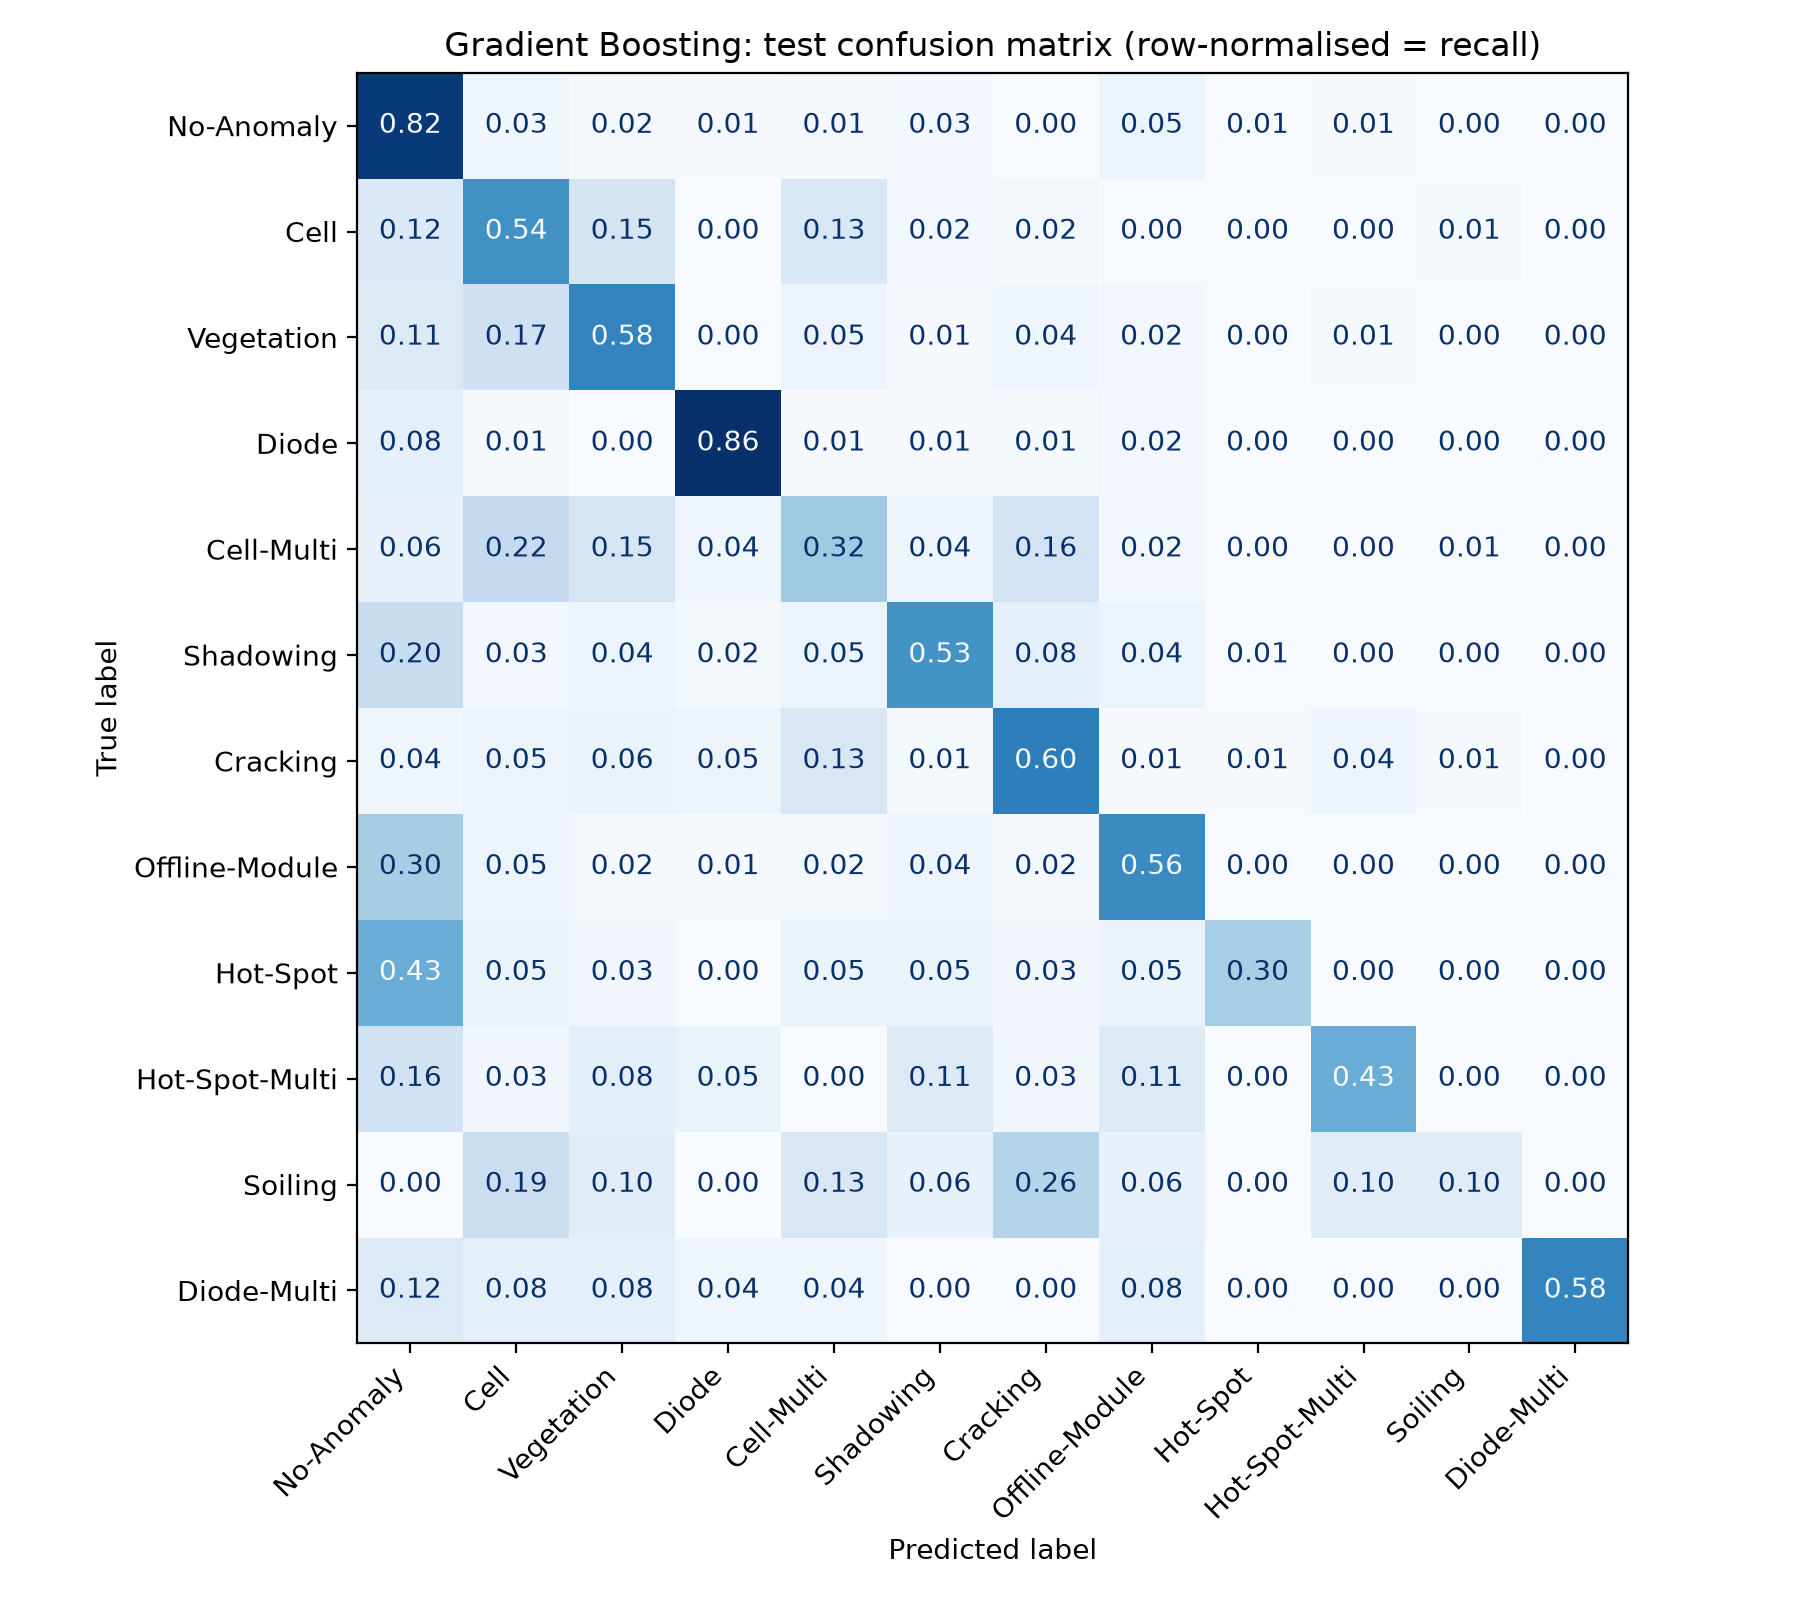 Gradient Boosting: test confusion matrix (row-normalised = recall)
No-Anomaly 0.82 0.03 0.02 0.01 0.01 0.03 0.00 0.05 0.01 0.01 0.00 0.00
Cell 0.12 0.54 0.15 0.00 0.13 0.02 0.02 0.00 0.00 0.00 0.01 0.00
Vegetation 0.11 0.17 0.58 0.00 0.05 0.01 0.04 0.02 0.00 0.01 0.00 0.00
Diode 0.08 0.01 0.00 0.86 0.01 0.01 0.01 0.02 0.00 0.00 0.00 0.00
Cell-Multi 0.06 0.22 0.15 0.04 0.32 0.04 0.16 0.02 0.00 0.00 0.01 0.00
Shadowing 0.20 0.03 0.04 0.02 0.05 0.53 0.08 0.04 0.01 0.00 0.00 0.00
Cracking 0.04 0.05 0.06 0.05 0.13 0.01 0.60 0.01 0.01 0.04 0.01 0.00
Offline-Module 0.30 0.05 0.02 0.01 0.02 0.04 0.02 0.56 0.00 0.00 0.00 0.00
Hot-Spot 0.43 0.05 0.03 0.00 0.05 0.05 0.03 0.05 0.30 0.00 0.00 0.00
Hot-Spot-Multi 0.16 0.03 0.08 0.05 0.00 0.11 0.03 0.11 0.00 0.43 0.00 0.00
Soiling 0.00 0.19 0.10 0.00 0.13 0.06 0.26 0.06 0.00 0.10 0.10 0.00
Diode-Multi 0.12 0.08 0.08 0.04 0.04 0.00 0.00 0.08 0.00 0.00 0.00 0.58
True label
No-Anomaly
Cell
Vegetation
Diode
Cell-Multi
Shadowing
Cracking
Offline-Module
Hot-Spot
Hot-Spot-Multi
Soiling
Diode-Multi
Predicted label